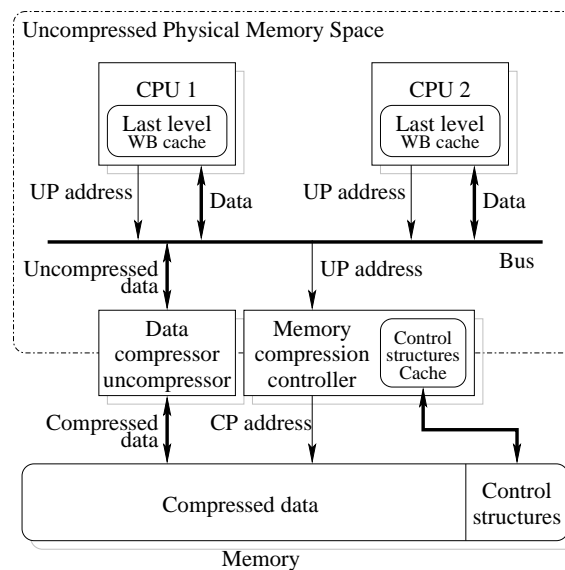 Uncompressed Physical Memory Space
CPU 1
Last level
WB cache
CPU 2
Last level
WB cache
UP address
Data
UP address
Data
Bus
Uncompressed
data
UP address
Data
compressor
uncompressor
Memory
compression
controller
Control
structures
Cache
Compressed
data
CP address
Compressed data
Control
structures
Memory